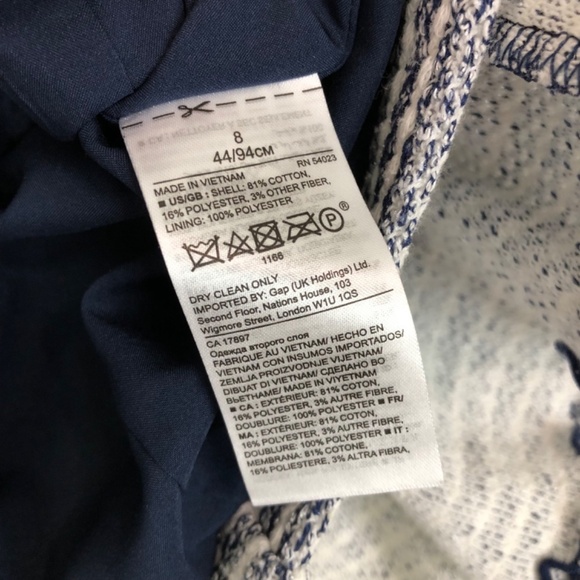 8
44/94CM
MADE IN VIETNAM RN 54023
■ US/GB : SHELL: 81% COTTON,
16% POLYESTER, 3% OTHER FIBER,
LINING: 100% POLYESTER
P
1166
DRY CLEAN ONLY
IMPORTED BY: Gap (UK Holdings) Ltd.
Second Floor, Nations House, 103
Wigmore Street, London W1U 1QS
CA 17897
Одежда второго слоя
FABRIQUE AU VIETNAM/ HECHO EN
VIETNAM CON INSUMOS IMPORTADOS/
ZEMLJA PROIZVODNJE VIJETNAM/
DIBUAT DI VIETNAM/ СДЕЛАНО ВО
ВЬЕТНАМЕ/ MADE IN VIYETNAM
■ CA : EXTÉRIEUR: 81% COTON,
16% POLYESTER, 3% AUTRE FIBRE,
DOUBLURE: 100% POLYESTER ■ FR/
MA : EXTÉRIEUR: 81% COTON,
16% POLYESTER, 3% AUTRE FIBRE,
DOUBLURE: 100% POLYESTER ■ IT :
MEMBRANA: 81% COTONE,
16% POLIESTERE, 3% ALTRA FIBRA,